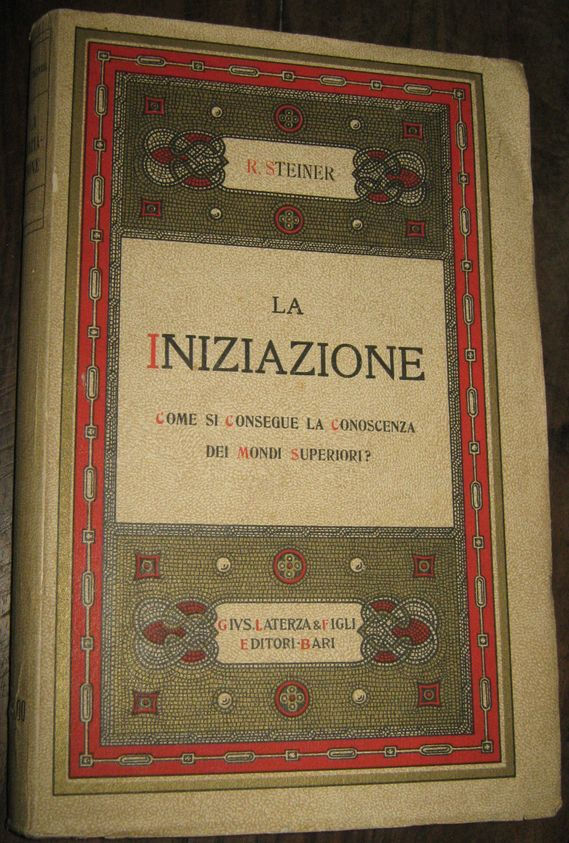 R. STEINER
LA
INIZIAZIONE
COME SI CONSEGUE LA CONOSCENZA
DEI MONDI SUPERIORI?
GIVS. LATERZA & FIGLI
EDITORI-BARI